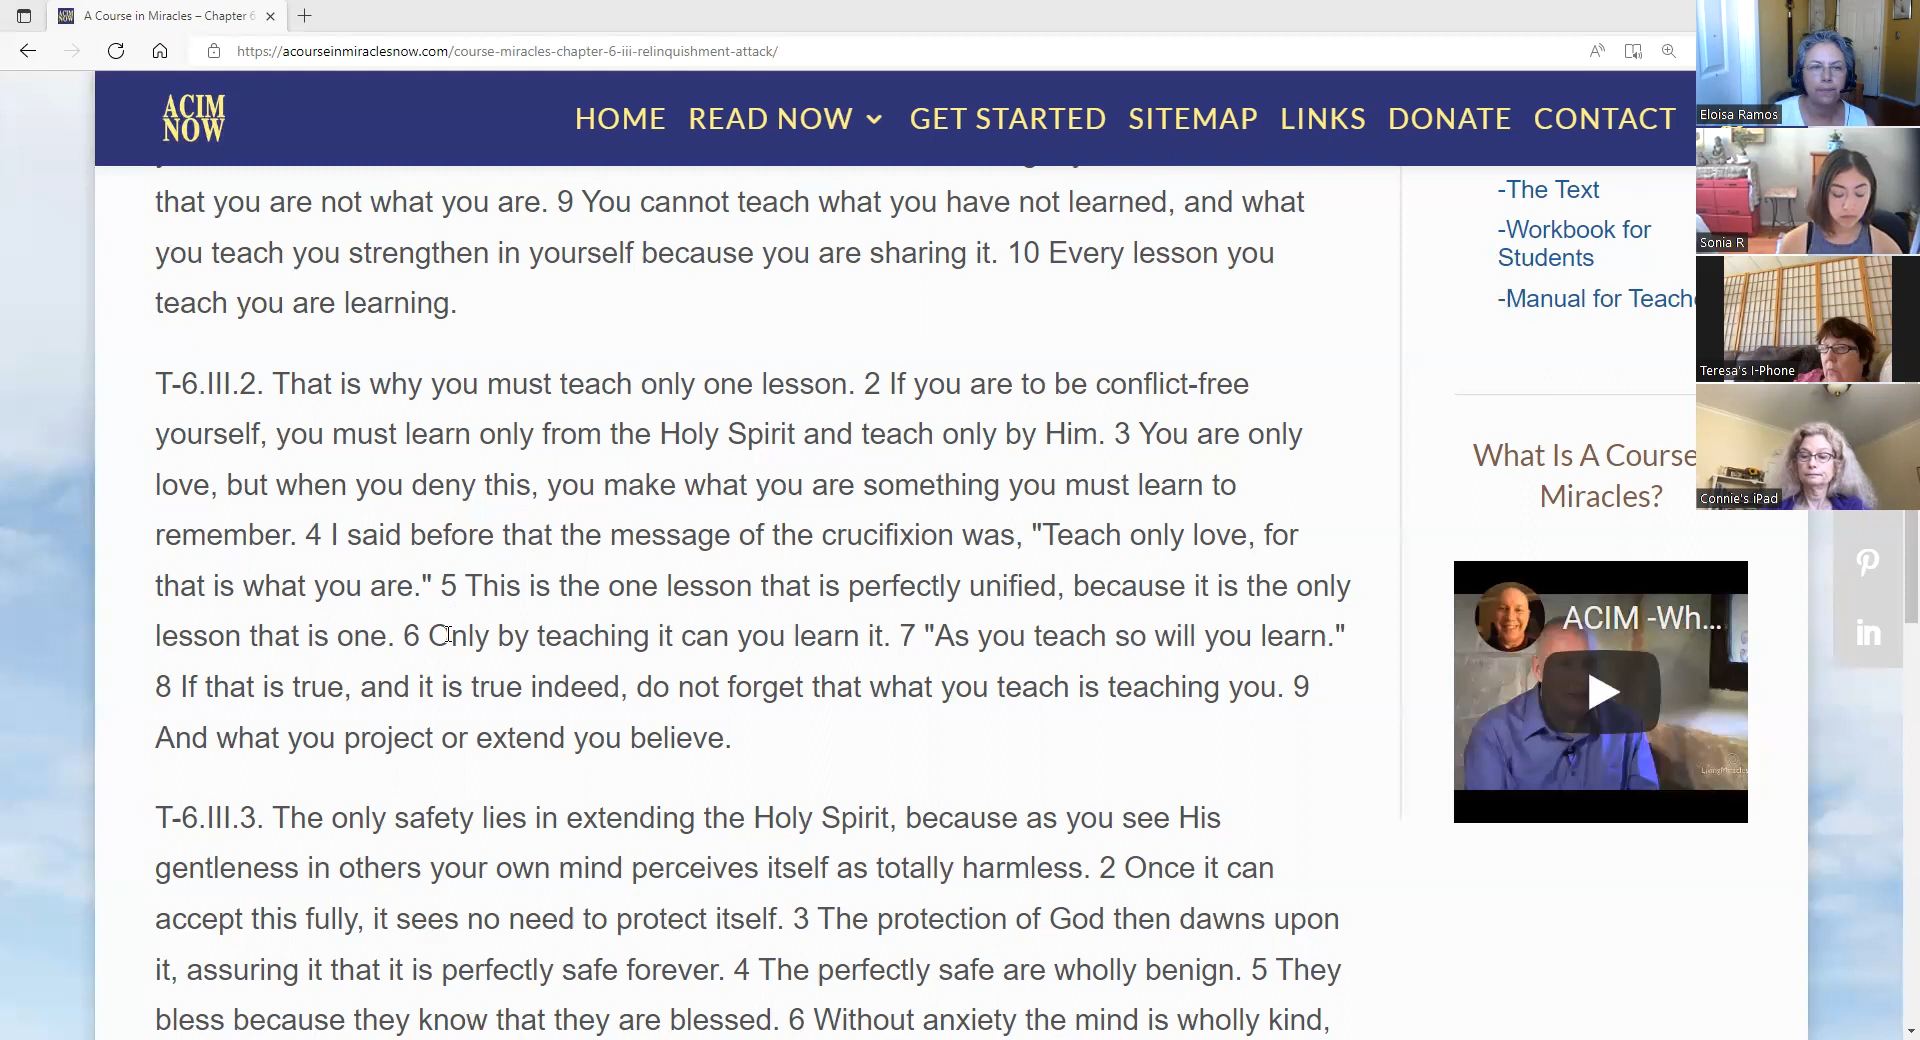 A Course in Miracles – Chapter 6
https://acourseinmiraclesnow.com/course-miracles-chapter-6-iii-relinquishment-attack/
ACIM
NOW
HOME READ NOW GET STARTED SITEMAP LINKS DONATE CONTACT
that you are not what you are. 9 You cannot teach what you have not learned, and what
you teach you strengthen in yourself because you are sharing it. 10 Every lesson you
teach you are learning.
T-6.III.2. That is why you must teach only one lesson. 2 If you are to be conflict-free
yourself, you must learn only from the Holy Spirit and teach only by Him. 3 You are only
love, but when you deny this, you make what you are something you must learn to
remember. 4 I said before that the message of the crucifixion was, "Teach only love, for
that is what you are." 5 This is the one lesson that is perfectly unified, because it is the only
lesson that is one. 6 Only by teaching it can you learn it. 7 "As you teach so will you learn."
8 If that is true, and it is true indeed, do not forget that what you teach is teaching you. 9
And what you project or extend you believe.
T-6.III.3. The only safety lies in extending the Holy Spirit, because as you see His
gentleness in others your own mind perceives itself as totally harmless. 2 Once it can
accept this fully, it sees no need to protect itself. 3 The protection of God then dawns upon
it, assuring it that it is perfectly safe forever. 4 The perfectly safe are wholly benign. 5 They
bless because they know that they are blessed. 6 Without anxiety the mind is wholly kind,
-The Text
-Workbook for
Students
-Manual for Teache
What Is A Course
Miracles?
ACIM -Wh...
LivingMiracles
in
Eloisa Ramos
Sonia R
Teresa's I-Phone
Connie's iPad